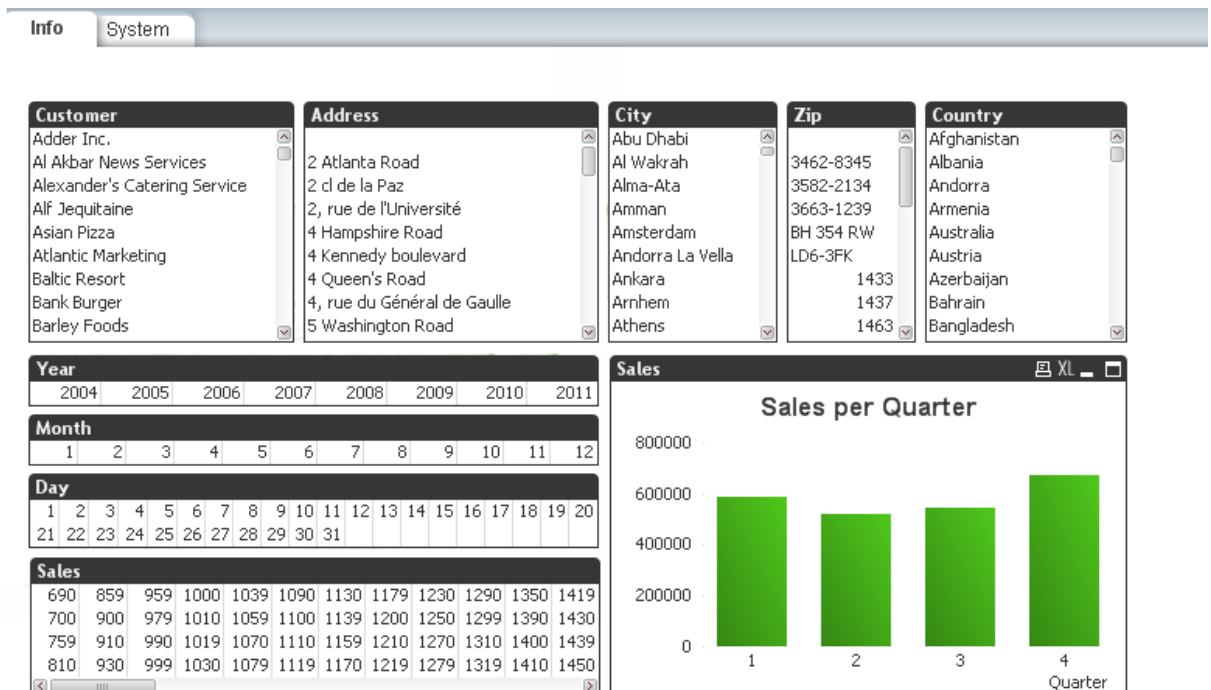 Info System
Customer
Adder Inc.
Al Akbar News Services
Alexander's Catering Service
Alf Jequitaine
Asian Pizza
Atlantic Marketing
Baltic Resort
Bank Burger
Barley Foods
Address
2 Atlanta Road
2 cl de la Paz
2, rue de l'Université
4 Hampshire Road
4 Kennedy boulevard
4 Queen's Road
4, rue du Général de Gaulle
5 Washington Road
City
Abu Dhabi
Al Wakrah
Alma-Ata
Amman
Amsterdam
Andorra La Vella
Ankara
Arnhem
Athens
Zip
3462-8345
3582-2134
3663-1239
BH 354 RW
LD6-3FK
1433
1437
1463
Country
Afghanistan
Albania
Andorra
Armenia
Australia
Austria
Azerbaijan
Bahrain
Bangladesh
Year
2004 2005 2006 2007 2008 2009 2010 2011
Month
1 2 3 4 5 6 7 8 9 10 11 12
Day
1 2 3 4 5 6 7 8 9 10 11 12 13 14 15 16 17 18 19 20
21 22 23 24 25 26 27 28 29 30 31
Sales
690 859 959 1000 1039 1090 1130 1179 1230 1290 1350 1419
700 900 979 1010 1059 1100 1139 1200 1250 1299 1390 1430
759 910 990 1019 1070 1110 1159 1210 1270 1310 1400 1439
810 930 999 1030 1079 1119 1170 1219 1279 1319 1410 1450
Sales XL
Sales per Quarter
800000
600000
400000
200000
0
1 2 3 4
Quarter